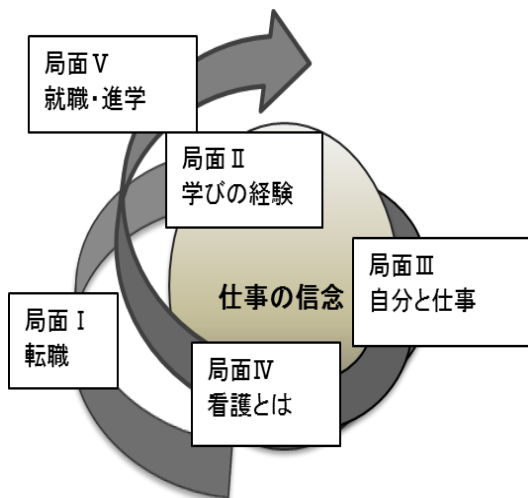 局面Ⅴ
就職・進学
局面Ⅱ
学びの経験
局面Ⅲ
自分と仕事
仕事の信念
局面Ⅰ
転職
局面Ⅳ
看護とは